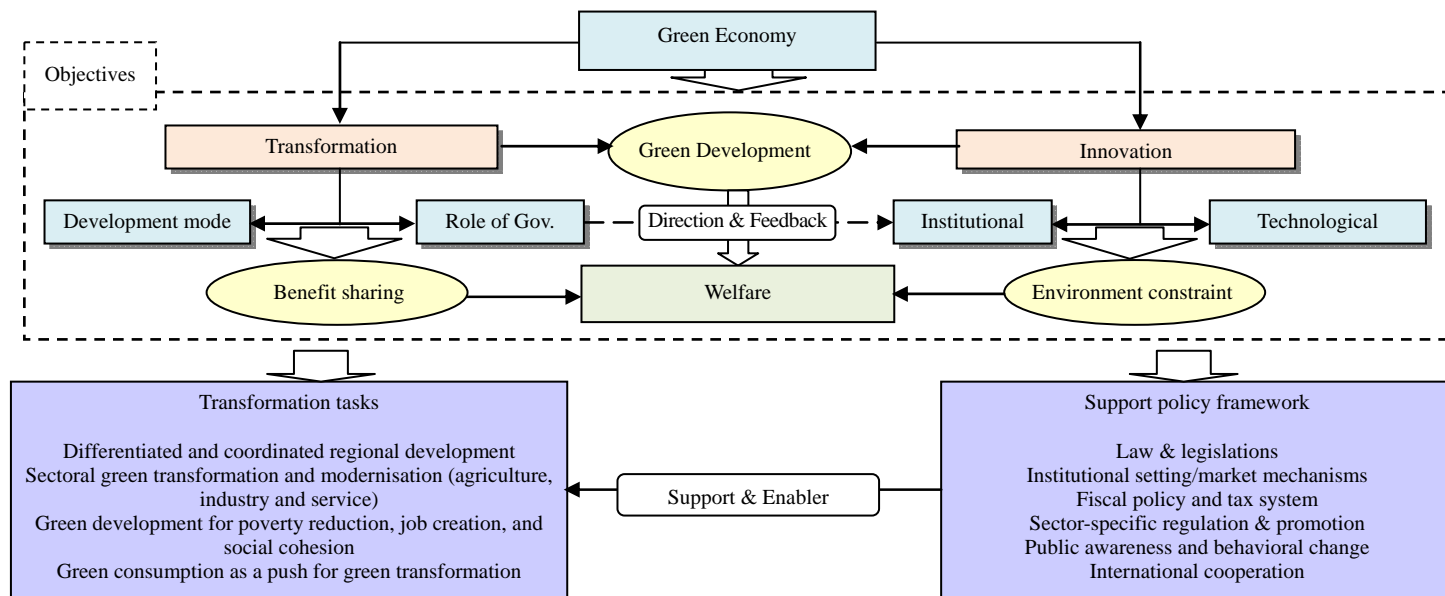 Green Economy
Objectives
Transformation
Green Development
Innovation
Development mode
Role of Gov.
Direction & Feedback
Institutional
Technological
Benefit sharing
Welfare
Environment constraint
Transformation tasks
Differentiated and coordinated regional development
Sectoral green transformation and modernisation (agriculture,
industry and service)
Green development for poverty reduction, job creation, and
social cohesion
Green consumption as a push for green transformation
Support & Enabler
Support policy framework
Law & legislations
Institutional setting/market mechanisms
Fiscal policy and tax system
Sector-specific regulation & promotion
Public awareness and behavioral change
International cooperation